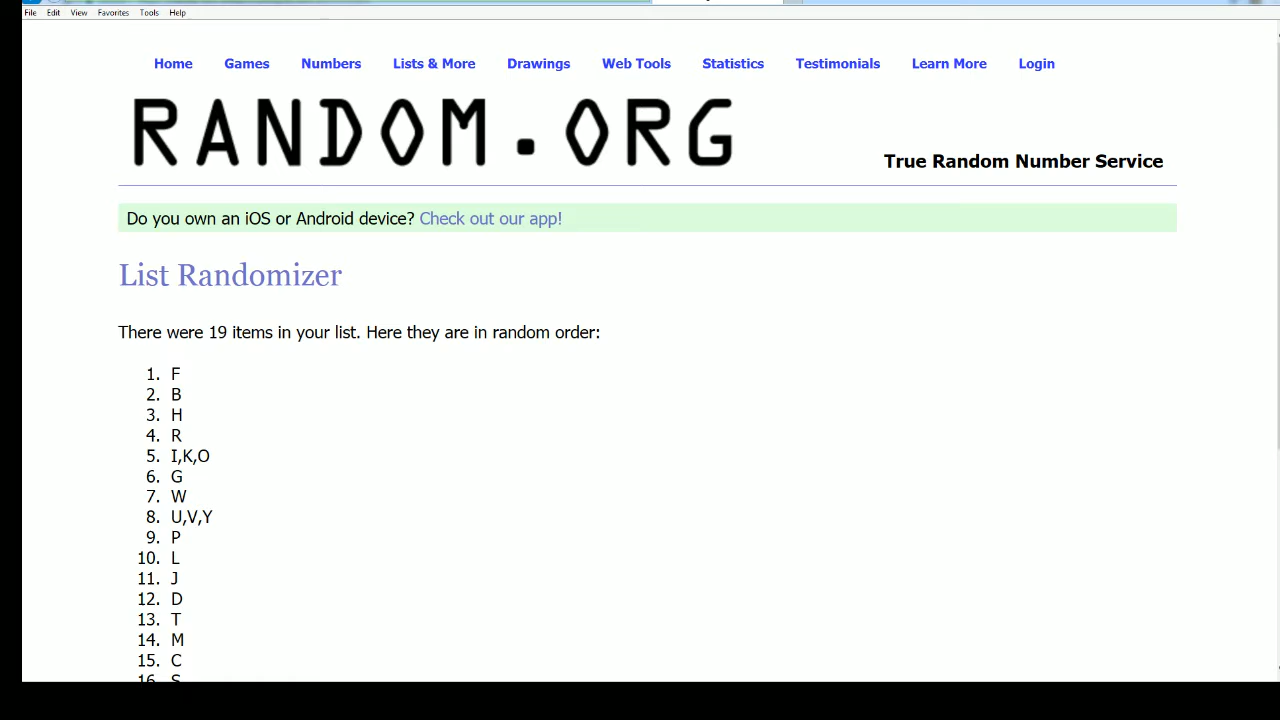 File Edit View Favorites Tools Help
Home Games Numbers Lists & More Drawings Web Tools Statistics Testimonials Learn More Login
RANDOM.ORG
True Random Number Service
Do you own an iOS or Android device? Check out our app!
List Randomizer
There were 19 items in your list. Here they are in random order:
1. F
2. B
3. H
4. R
5. I,K,O
6. G
7. W
8. U,V,Y
9. P
10. L
11. J
12. D
13. T
14. M
15. C
16. S